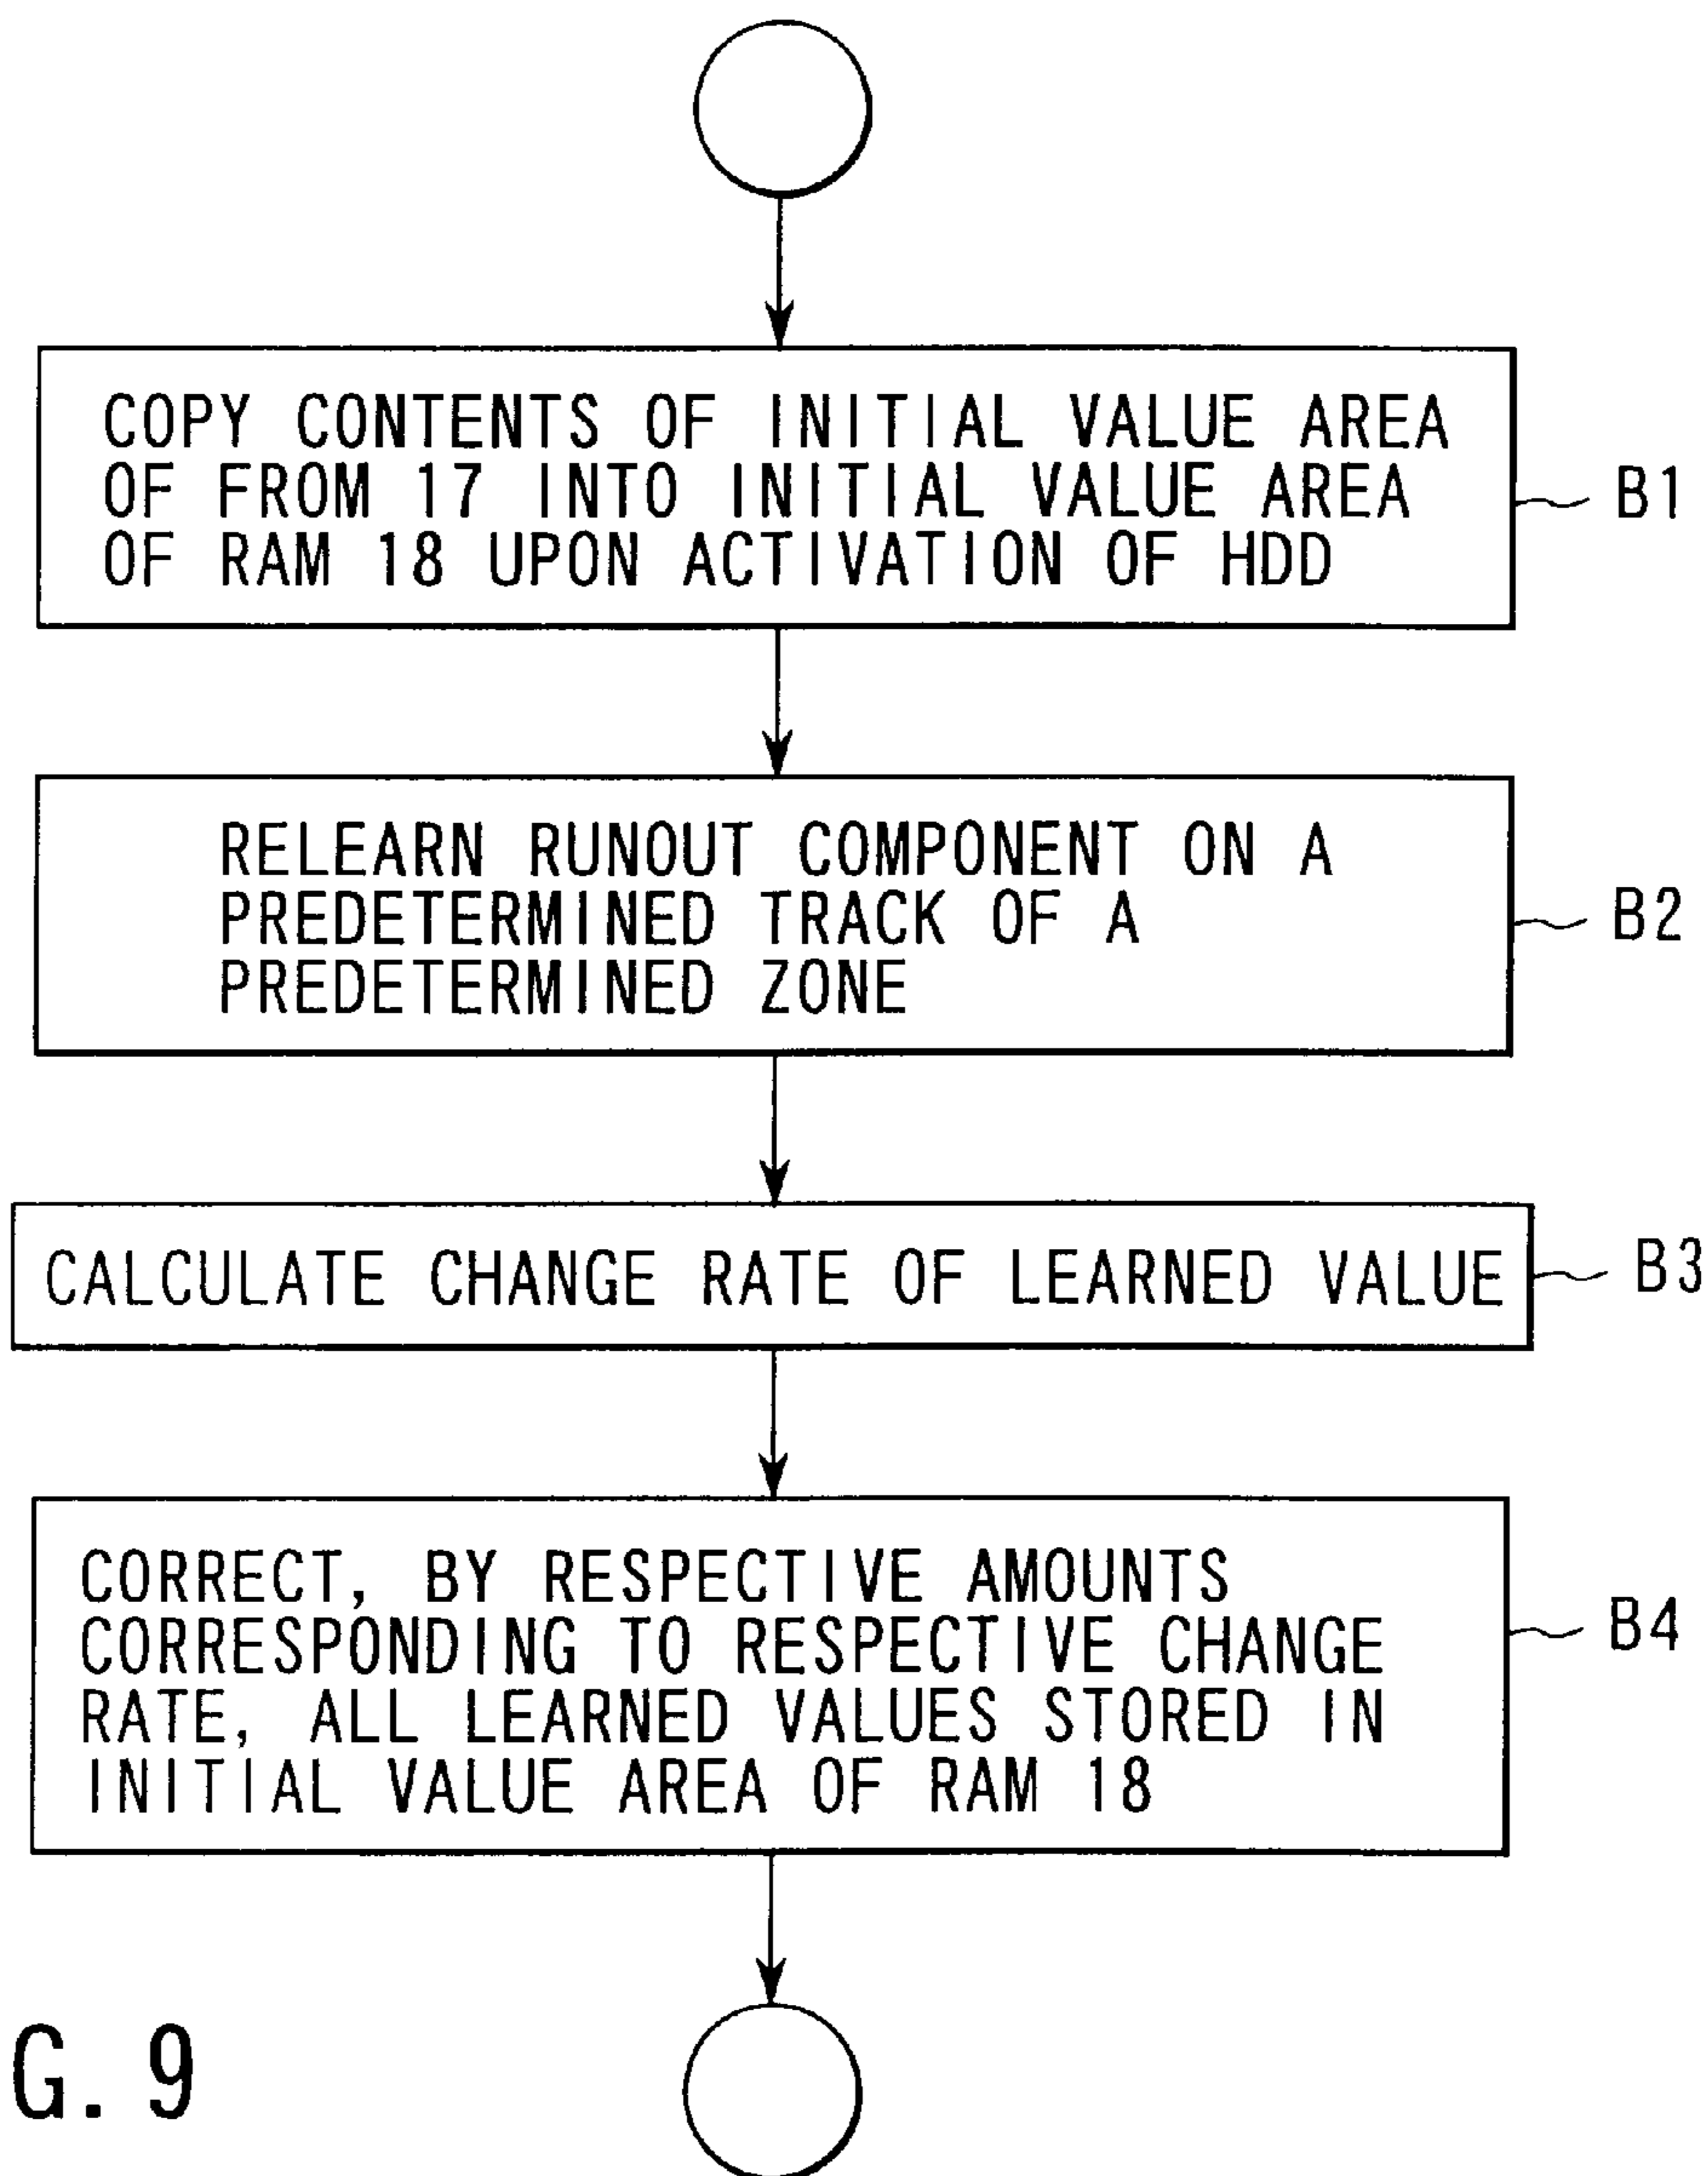 COPY CONTENTS OF INITIAL VALUE AREA
OF FROM 17 INTO INITIAL VALUE AREA
OF RAM 18 UPON ACTIVATION OF HDD
B1
RELEARN RUNOUT COMPONENT ON A
PREDETERMINED TRACK OF A
PREDETERMINED ZONE
B2
CALCULATE CHANGE RATE OF LEARNED VALUE
B3
CORRECT, BY RESPECTIVE AMOUNTS
CORRESPONDING TO RESPECTIVE CHANGE
RATE, ALL LEARNED VALUES STORED IN
INITIAL VALUE AREA OF RAM 18
B4
G. 9